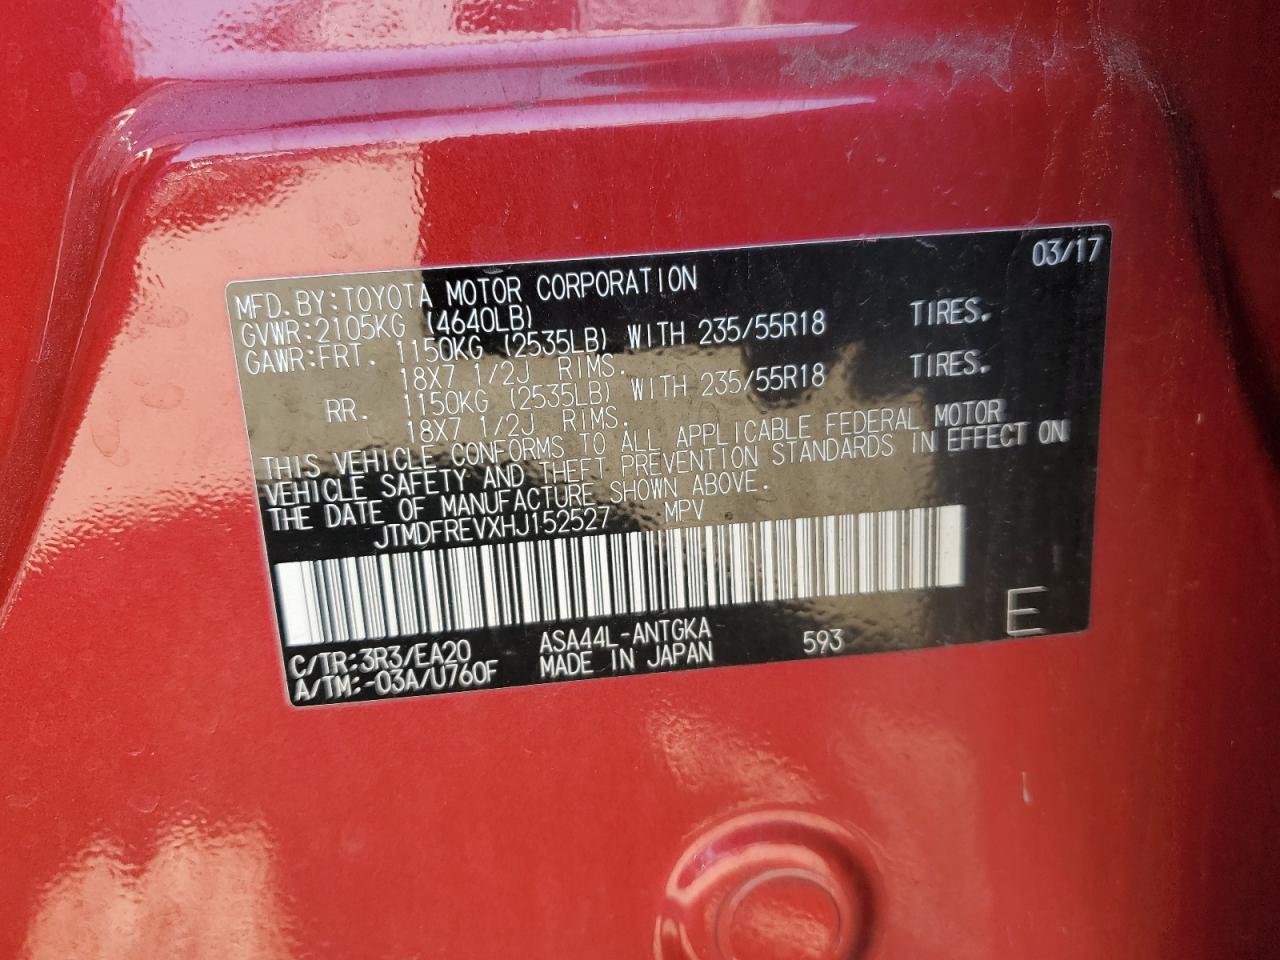 03/17
MFD.BY:TOYOTA MOTOR CORPORATION
GVWR:2105KG (4640LB)
GAWR:FRT. 1150KG (2535LB) WITH 235/55R18 TIRES.
18X7 1/2J RIMS.
RR. 1150KG (2535LB) WITH 235/55R18 TIRES.
18X7 1/2J RIMS.
THIS VEHICLE CONFORMS TO ALL APPLICABLE FEDERAL MOTOR
VEHICLE SAFETY AND THEFT PREVENTION STANDARDS IN EFFECT ON
THE DATE OF MANUFACTURE SHOWN ABOVE.
JTMDFREVXHJ152527 MPV
C/TR:3R3/EA20 ASA44L-ANTGKA 593 E
A/TM:-03A/U760F MADE IN JAPAN